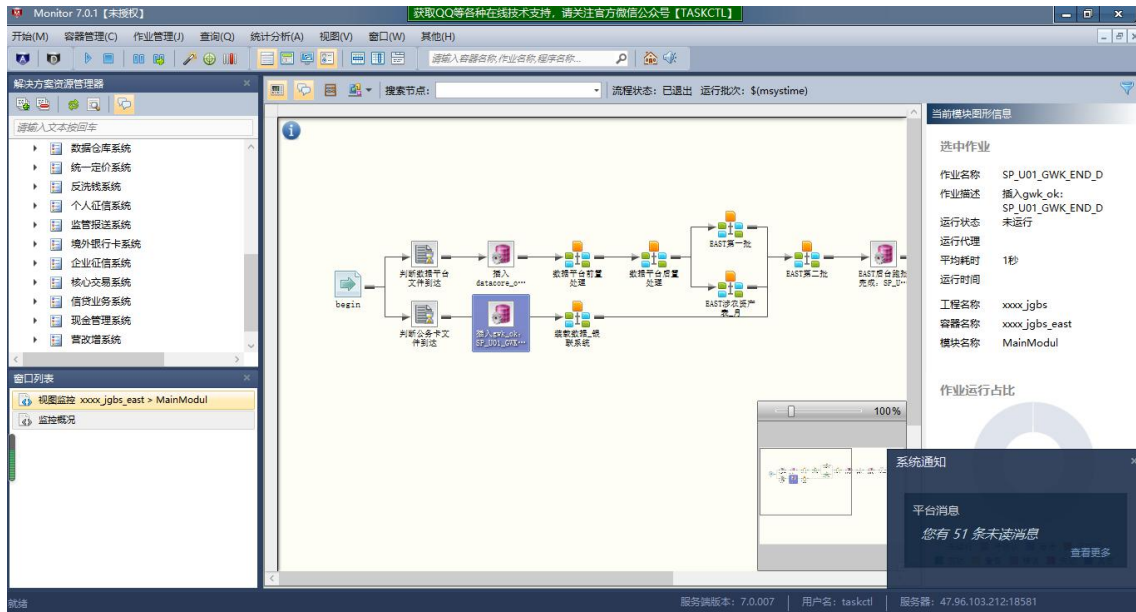 Monitor 7.0.1【未授权】
获取QQ等各种在线技术支持，请关注官方微信公众号【TASKCTL】
开始(M) 容器管理(C) 作业管理(J) 查询(Q) 统计分析(A) 视图(V) 窗口(W) 其他(H)
请输入容器名称,作业名称,程序名称...
解决方案资源管理器
搜索节点：
流程状态：已退出 运行批次：$(msystime)
请输入文本按回车
数据仓库系统
统一定价系统
反洗钱系统
个人征信系统
监管报送系统
境外银行卡系统
企业征信系统
核心交易系统
信贷业务系统
现金管理系统
营改增系统
窗口列表
视图监控 xxxx_jgbs_east > MainModul
监控概况
begin
判断数据平台
文件到达
插入
datacore_o…
数据平台前置
处理
数据平台后置
处理
EAST第一批
EAST涉农资产
表_月
EAST第二批
EAST后台跑批
完成：SP_U…
判断公务卡文
件到达
插入gwk_ok:
SP_U01_GWK…
装载数据_银
联系统
100%
当前模块图形信息
选中作业
作业名称 SP_U01_GWK_END_D
作业描述 插入gwk_ok:
SP_U01_GWK_END_D
运行状态 未运行
运行代理
平均耗时 1秒
运行时间
工程名称 xxxx_jgbs
容器名称 xxxx_jgbs_east
模块名称 MainModul
作业运行占比
系统通知
平台消息
您有 51 条未读消息
查看更多
就绪
服务端版本：7.0.007
用户名：taskctl
服务器：47.96.103.212:18581